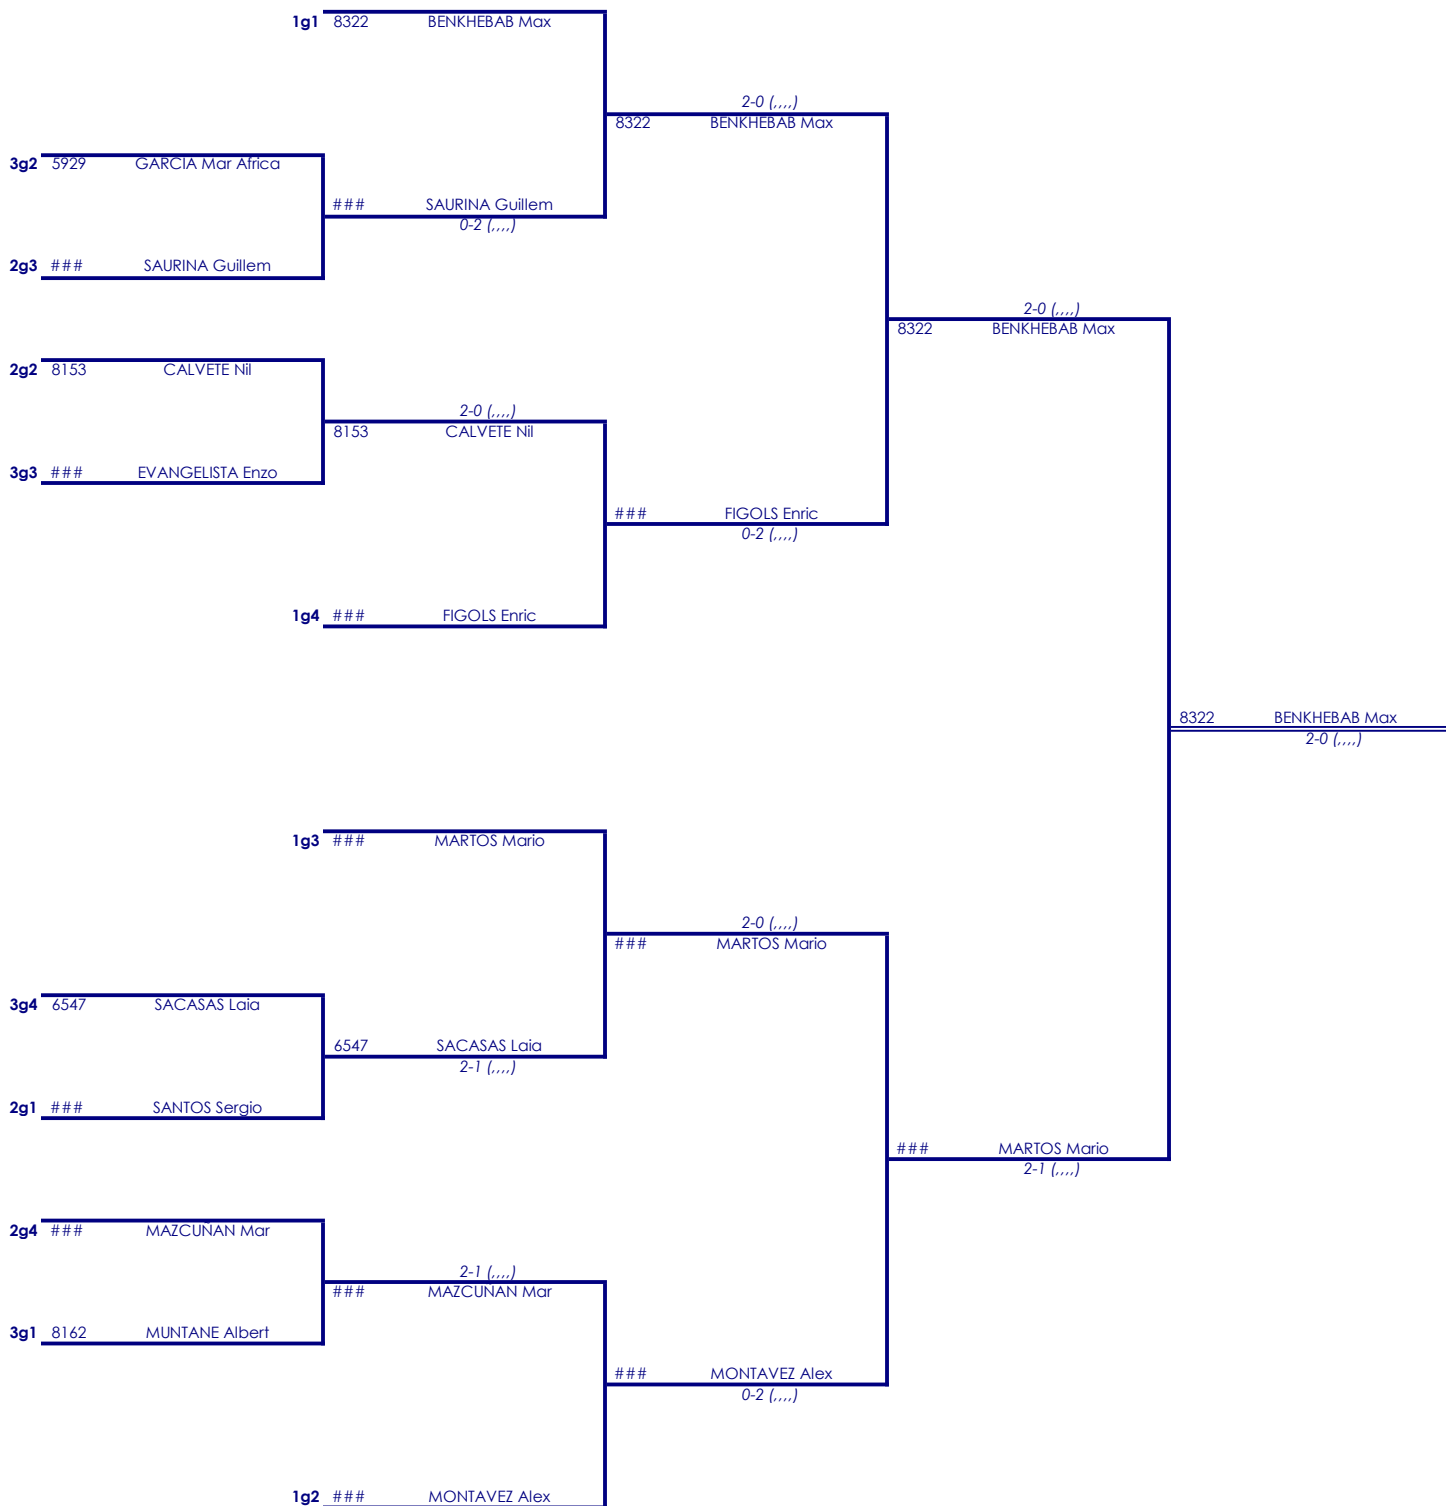 1g1 8322 BENKHEBAB Max
2-0 (,,,,)
8322 BENKHEBAB Max
3g2 5929 GARCIA Mar Africa
### SAURINA Guillem
0-2 (,,,,)
2g3 ### SAURINA Guillem
2-0 (,,,,)
8322 BENKHEBAB Max
2g2 8153 CALVETE Nil
2-0 (,,,,)
8153 CALVETE Nil
3g3 ### EVANGELISTA Enzo
### FIGOLS Enric
0-2 (,,,,)
1g4 ### FIGOLS Enric
8322 BENKHEBAB Max
2-0 (,,,,)
1g3 ### MARTOS Mario
2-0 (,,,,)
### MARTOS Mario
3g4 6547 SACASAS Laia
6547 SACASAS Laia
2-1 (,,,,)
2g1 ### SANTOS Sergio
### MARTOS Mario
2-1 (,,,,)
2g4 ### MAZCUÑAN Mar
2-1 (,,,,)
### MAZCUÑAN Mar
3g1 8162 MUNTANE Albert
### MONTAVEZ Alex
0-2 (,,,,)
1g2 ### MONTAVEZ Alex